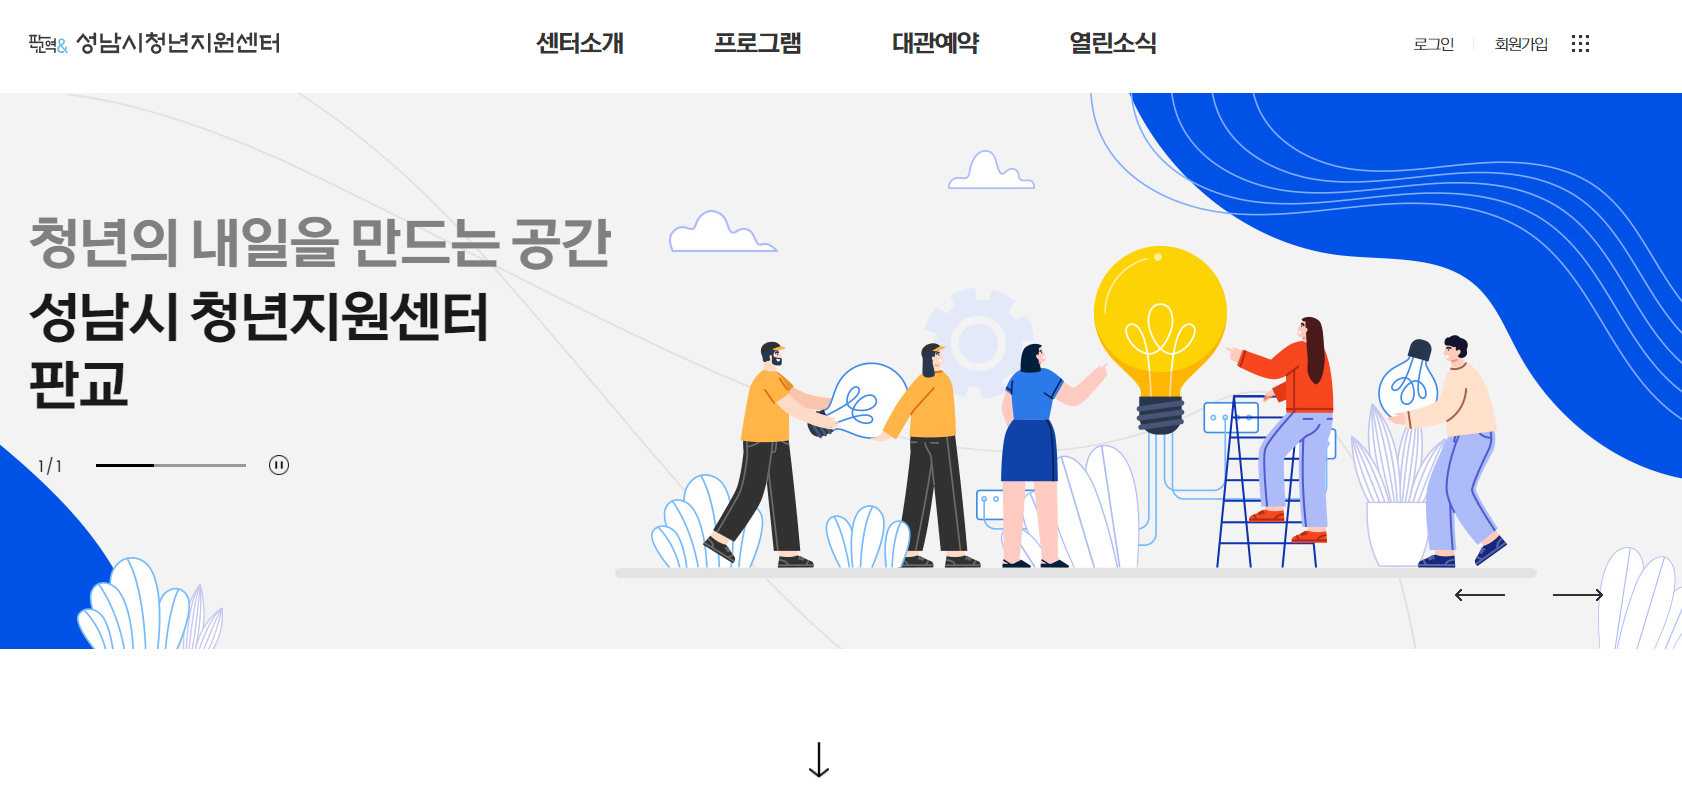 판교역& 성남시청년지원센터
센터소개 프로그램 대관예약 열린소식
로그인 회원가입
청년의 내일을 만드는 공간
성남시 청년지원센터
판교
1/1